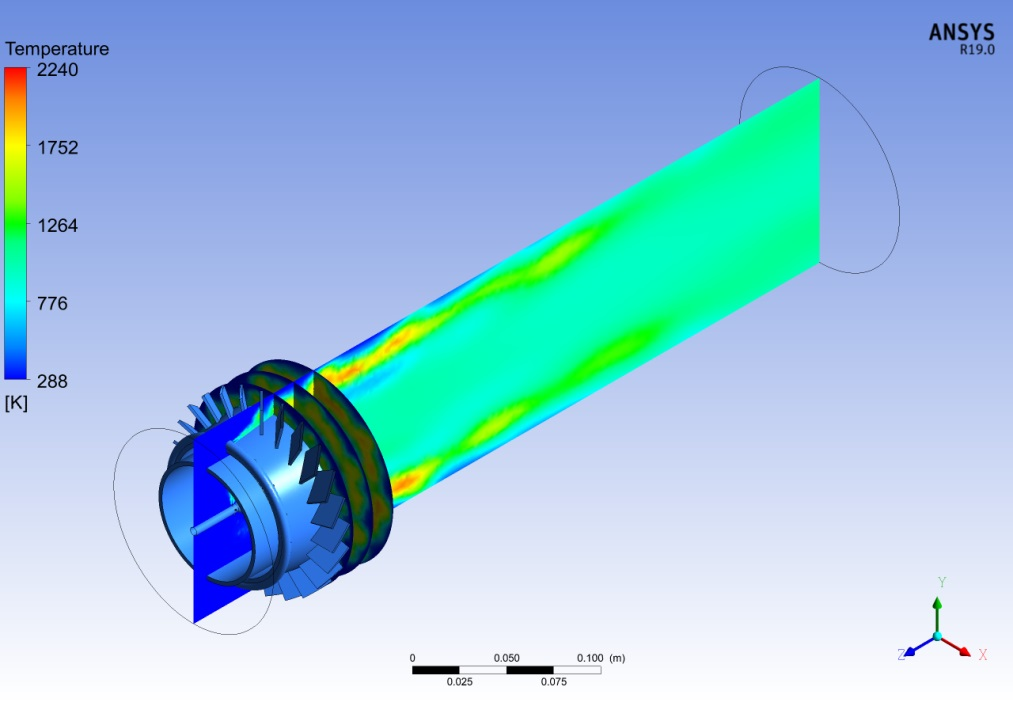 ANSYS
R19.0
Temperature
2240
1752
1264
776
288
[K]
0 0.050 0.100 (m)
0.025 0.075
Y
Z X